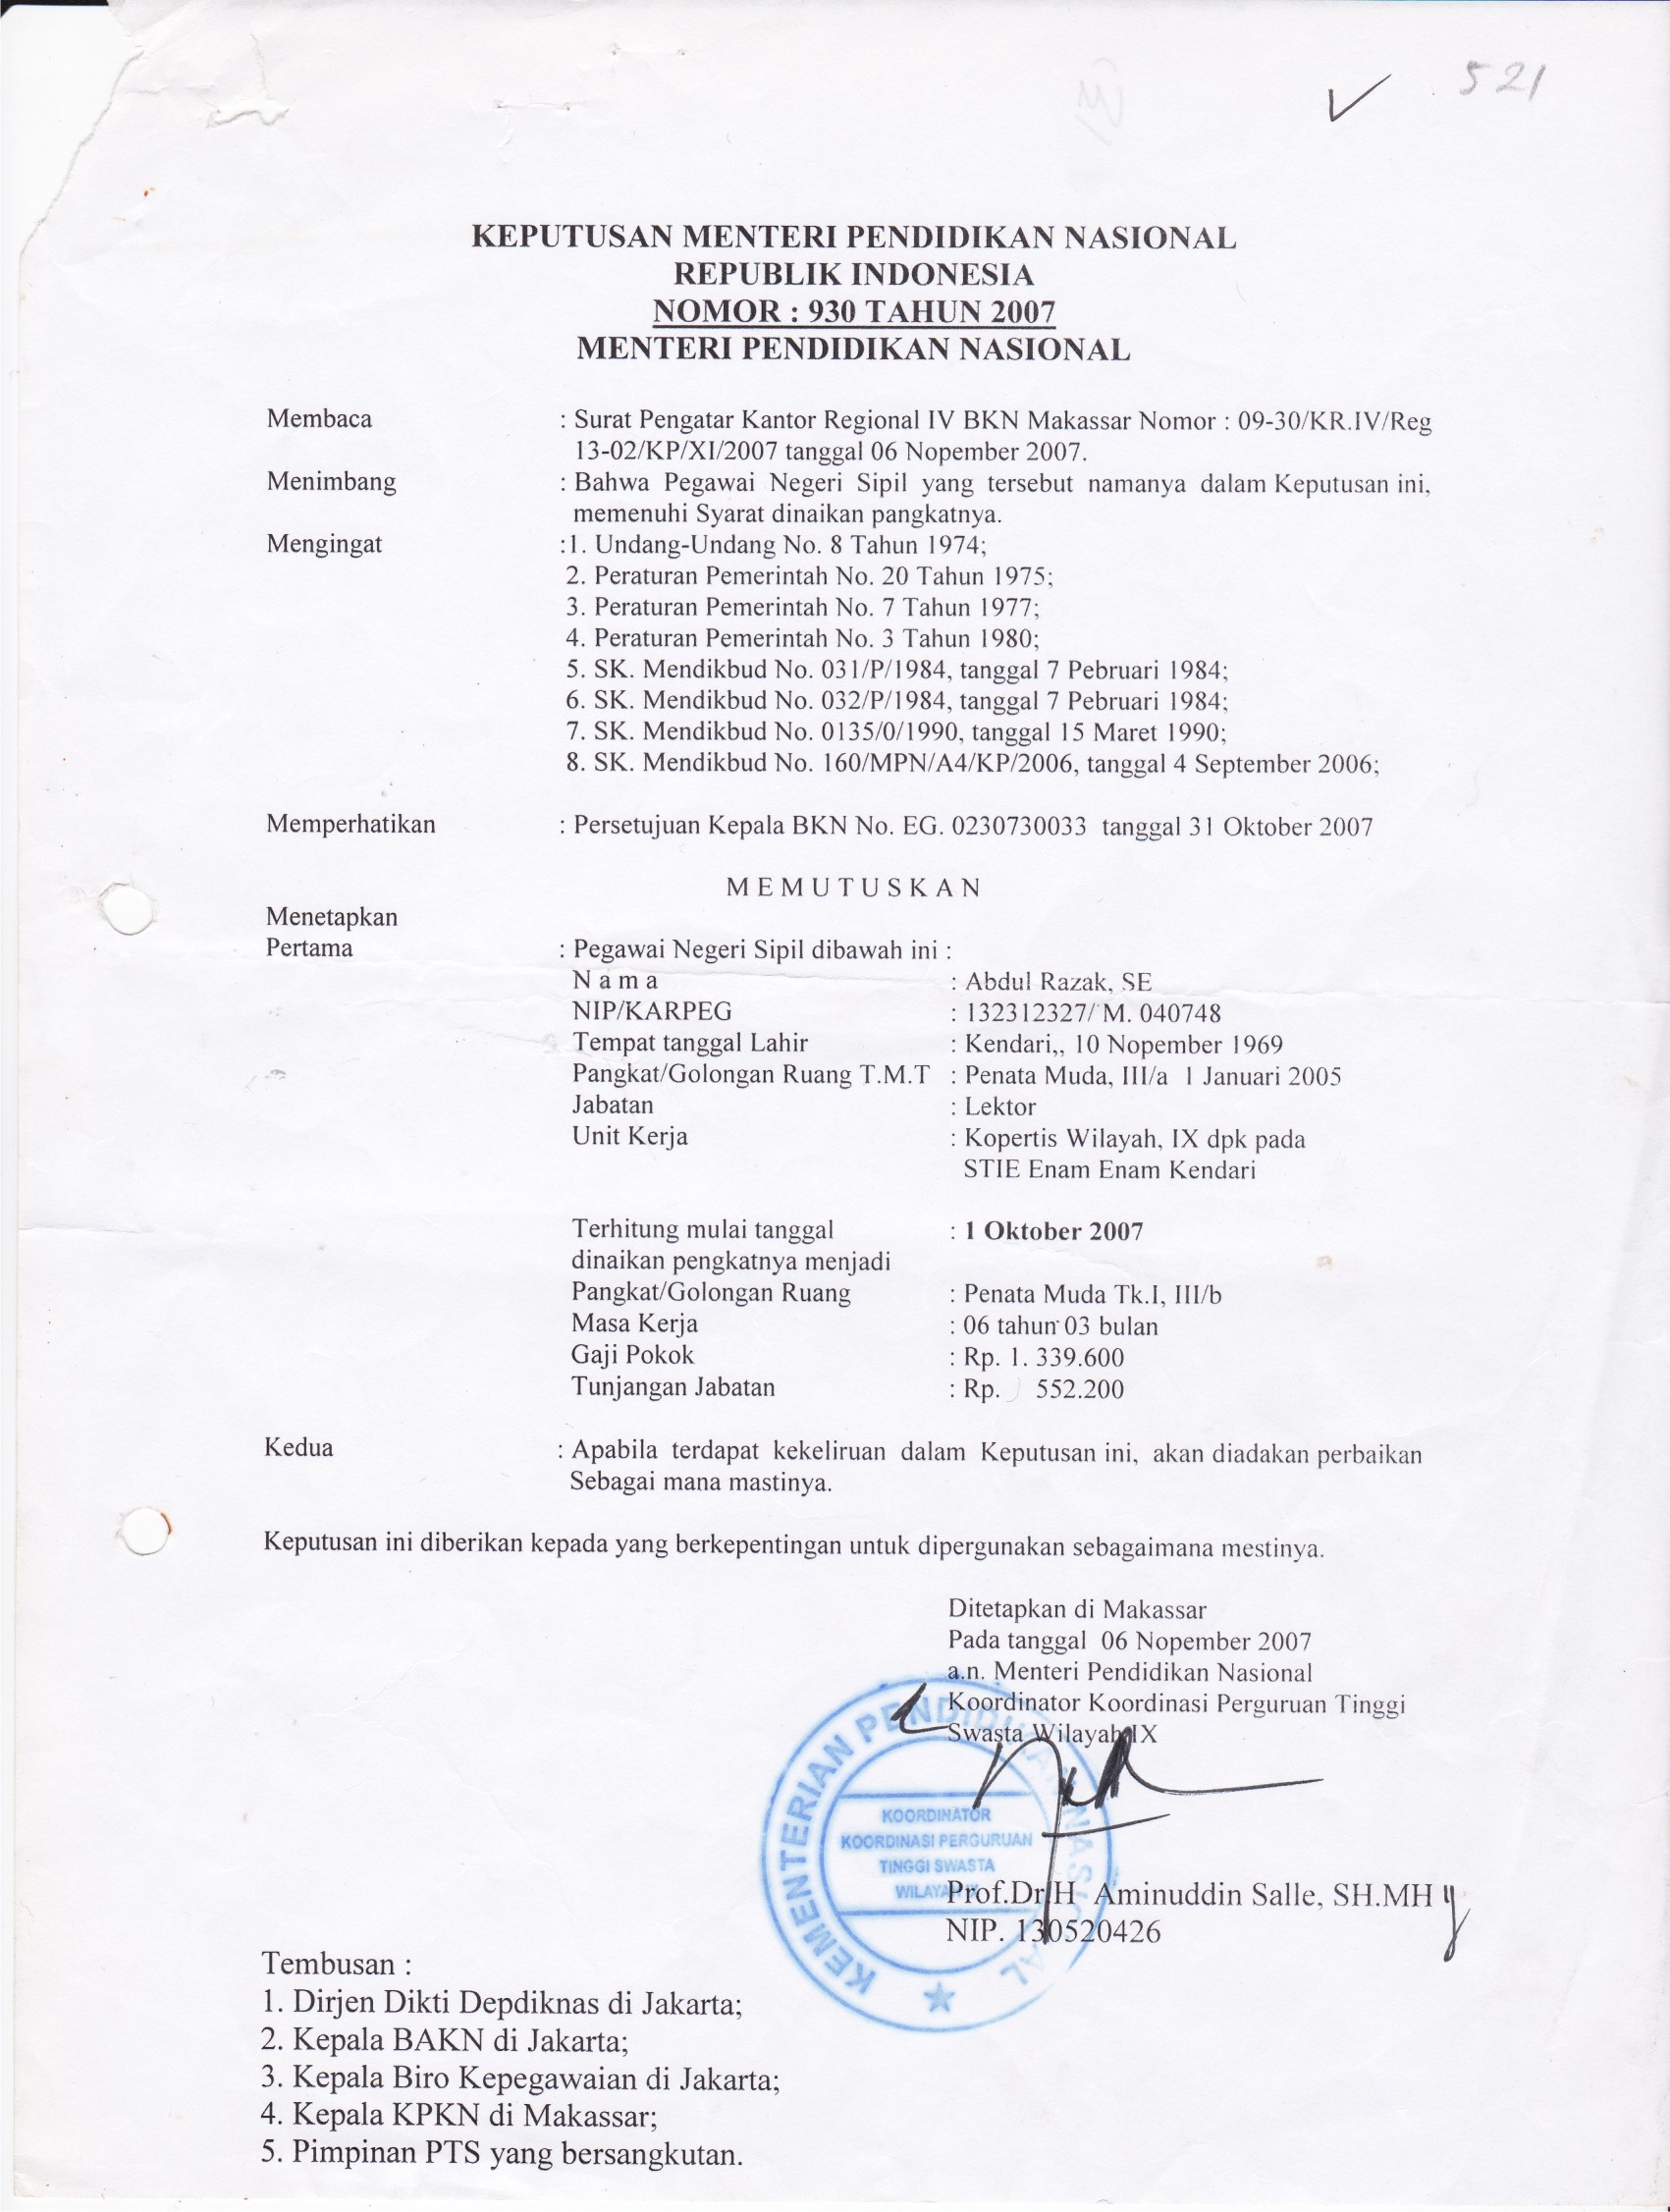 521
KEPUTUSAN MENTERI PENDIDIKAN NASIONAL
REPUBLIK INDONESIA
NOMOR : 930 TAHUN 2007
MENTERI PENDIDIKAN NASIONAL
Membaca : Surat Pengatar Kantor Regional IV BKN Makassar Nomor : 09-30/KR.IV/Reg
13-02/KP/XI/2007 tanggal 06 Nopember 2007.
Menimbang : Bahwa Pegawai Negeri Sipil yang tersebut namanya dalam Keputusan ini,
memenuhi Syarat dinaikan pangkatnya.
Mengingat :1. Undang-Undang No. 8 Tahun 1974;
2. Peraturan Pemerintah No. 20 Tahun 1975;
3. Peraturan Pemerintah No. 7 Tahun 1977;
4. Peraturan Pemerintah No. 3 Tahun 1980;
5. SK. Mendikbud No. 031/P/1984, tanggal 7 Pebruari 1984;
6. SK. Mendikbud No. 032/P/1984, tanggal 7 Pebruari 1984;
7. SK. Mendikbud No. 0135/0/1990, tanggal 15 Maret 1990;
8. SK. Mendikbud No. 160/MPN/A4/KP/2006, tanggal 4 September 2006;
Memperhatikan : Persetujuan Kepala BKN No. EG. 0230730033 tanggal 31 Oktober 2007
M E M U T U S K A N
Menetapkan
Pertama : Pegawai Negeri Sipil dibawah ini :
N a m a : Abdul Razak, SE
NIP/KARPEG : 132312327/ M. 040748
Tempat tanggal Lahir : Kendari,, 10 Nopember 1969
Pangkat/Golongan Ruang T.M.T : Penata Muda, III/a 1 Januari 2005
Jabatan : Lektor
Unit Kerja : Kopertis Wilayah, IX dpk pada
STIE Enam Enam Kendari
Terhitung mulai tanggal : 1 Oktober 2007
dinaikan pengkatnya menjadi
Pangkat/Golongan Ruang : Penata Muda Tk.I, III/b
Masa Kerja : 06 tahun 03 bulan
Gaji Pokok : Rp. 1. 339.600
Tunjangan Jabatan : Rp. 552.200
Kedua : Apabila terdapat kekeliruan dalam Keputusan ini, akan diadakan perbaikan
Sebagai mana mastinya.
Keputusan ini diberikan kepada yang berkepentingan untuk dipergunakan sebagaimana mestinya.
Ditetapkan di Makassar
Pada tanggal 06 Nopember 2007
a.n. Menteri Pendidikan Nasional
Koordinator Koordinasi Perguruan Tinggi
Swasta Wilayah IX
KEMENTERIAN PENDIDIKAN NASIONAL
KOORDINATOR
KOORDINASI PERGURUAN
TINGGI SWASTA
WILAYAH IX
Prof.Dr.H Aminuddin Salle, SH.MH
NIP. 130520426
Tembusan :
1. Dirjen Dikti Depdiknas di Jakarta;
2. Kepala BAKN di Jakarta;
3. Kepala Biro Kepegawaian di Jakarta;
4. Kepala KPKN di Makassar;
5. Pimpinan PTS yang bersangkutan.